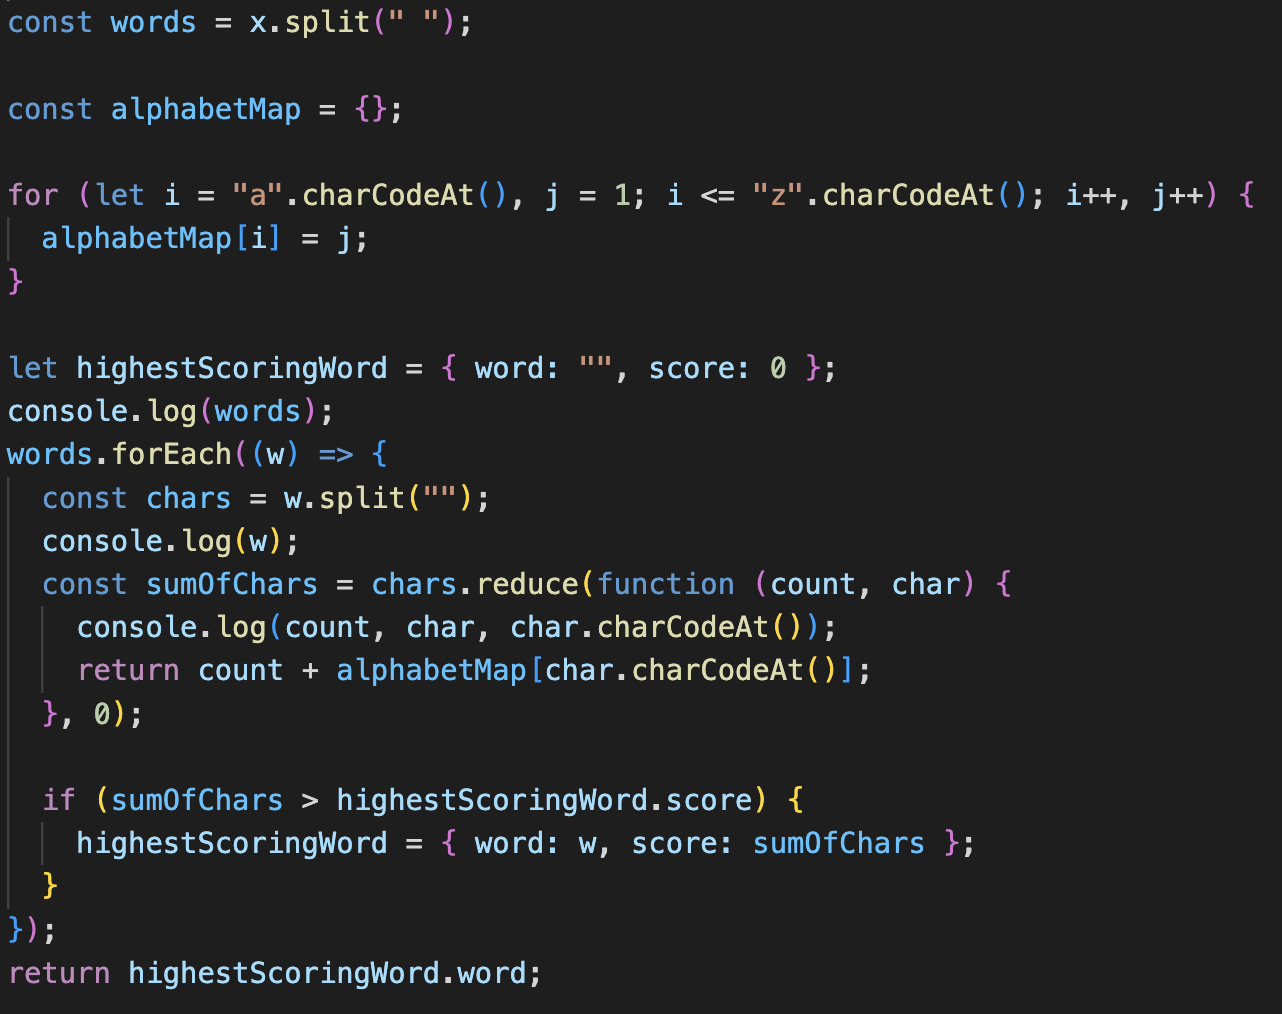 const words = x.split(" ");
const alphabetMap = {};
for (let i = "a".charCodeAt(), j = 1; i <= "z".charCodeAt(); i++, j++) {
  alphabetMap[i] = j;
}
let highestScoringWord = { word: "", score: 0 };
console.log(words);
words.forEach((w) => {
  const chars = w.split("");
  console.log(w);
  const sumOfChars = chars.reduce(function (count, char) {
    console.log(count, char, char.charCodeAt());
    return count + alphabetMap[char.charCodeAt()];
  }, 0);
  if (sumOfChars > highestScoringWord.score) {
    highestScoringWord = { word: w, score: sumOfChars };
  }
});
return highestScoringWord.word;